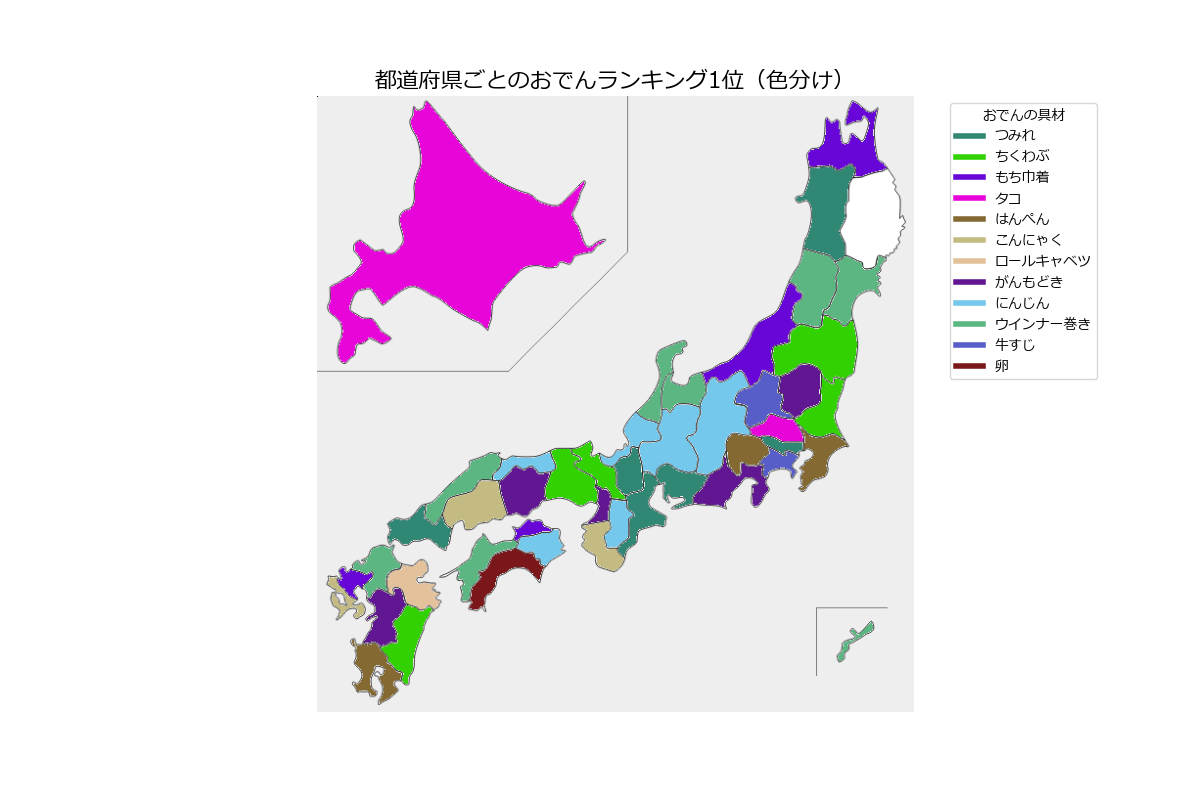 都道府県ごとのおでんランキング1位（色分け）
おでんの具材
つみれ
ちくわぶ
もち巾着
タコ
はんぺん
こんにゃく
ロールキャベツ
がんもどき
にんじん
ウインナー巻き
牛すじ
卵